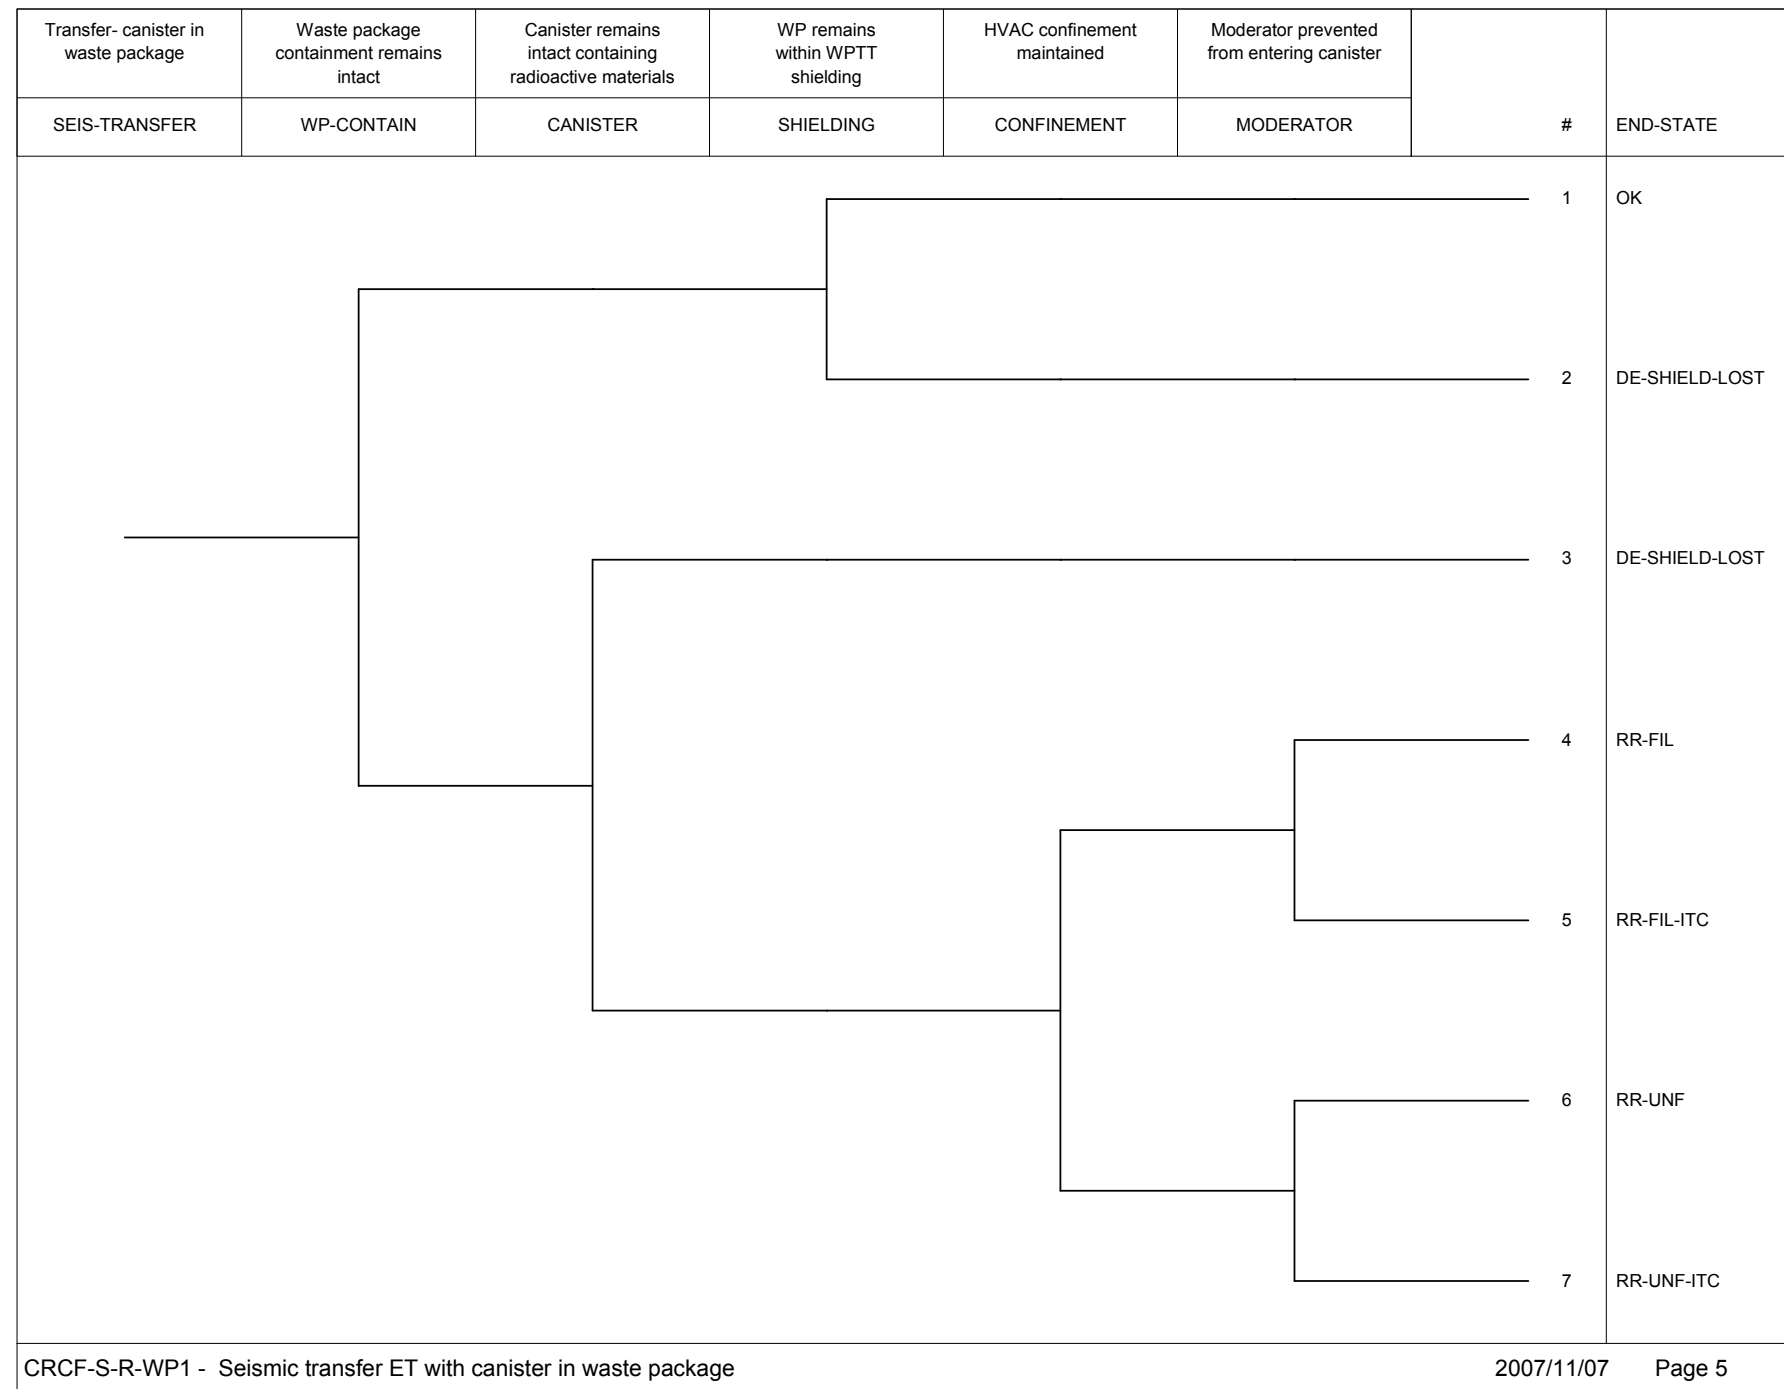 Transfer- canister in
waste package
Waste package
containment remains
intact
Canister remains
intact containing
radioactive materials
WP remains
within WPTT
shielding
HVAC confinement
maintained
Moderator prevented
from entering canister
SEIS-TRANSFER
WP-CONTAIN
CANISTER
SHIELDING
CONFINEMENT
MODERATOR
#
END-STATE
1 OK
2 DE-SHIELD-LOST
3 DE-SHIELD-LOST
4 RR-FIL
5 RR-FIL-ITC
6 RR-UNF
7 RR-UNF-ITC
CRCF-S-R-WP1 - Seismic transfer ET with canister in waste package 2007/11/07 Page 5